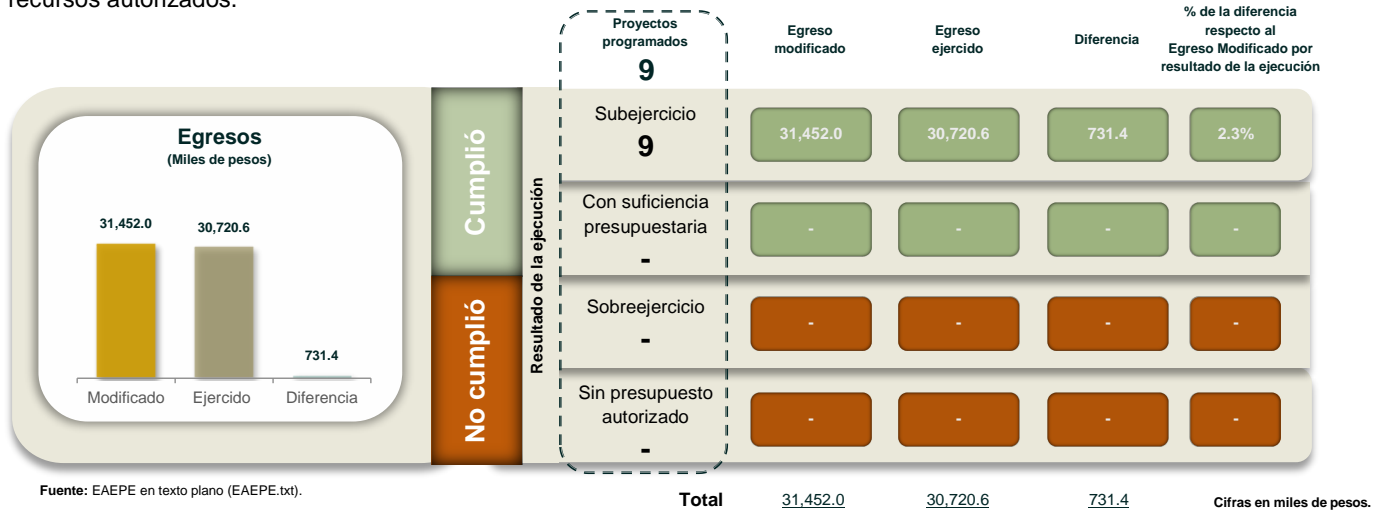 recursos autorizados.
Proyectos
programados
9
Egreso
modificado
Egreso
ejercido
Diferencia
% de la diferencia
respecto al
Egreso Modificado por
resultado de la ejecución
Egresos
(Miles de pesos)
31,452.0
30,720.6
731.4
Modificado
Ejercido
Diferencia
Cumplió
No cumplió
Resultado de la ejecución
Subejercicio
9
31,452.0
30,720.6
731.4
2.3%
Con suficiencia
presupuestaria
-
-
-
-
-
Sobreejercicio
-
-
-
-
-
Sin presupuesto
autorizado
-
-
-
-
-
Fuente: EAEPE en texto plano (EAEPE.txt).
Total
31,452.0
30,720.6
731.4
Cifras en miles de pesos.